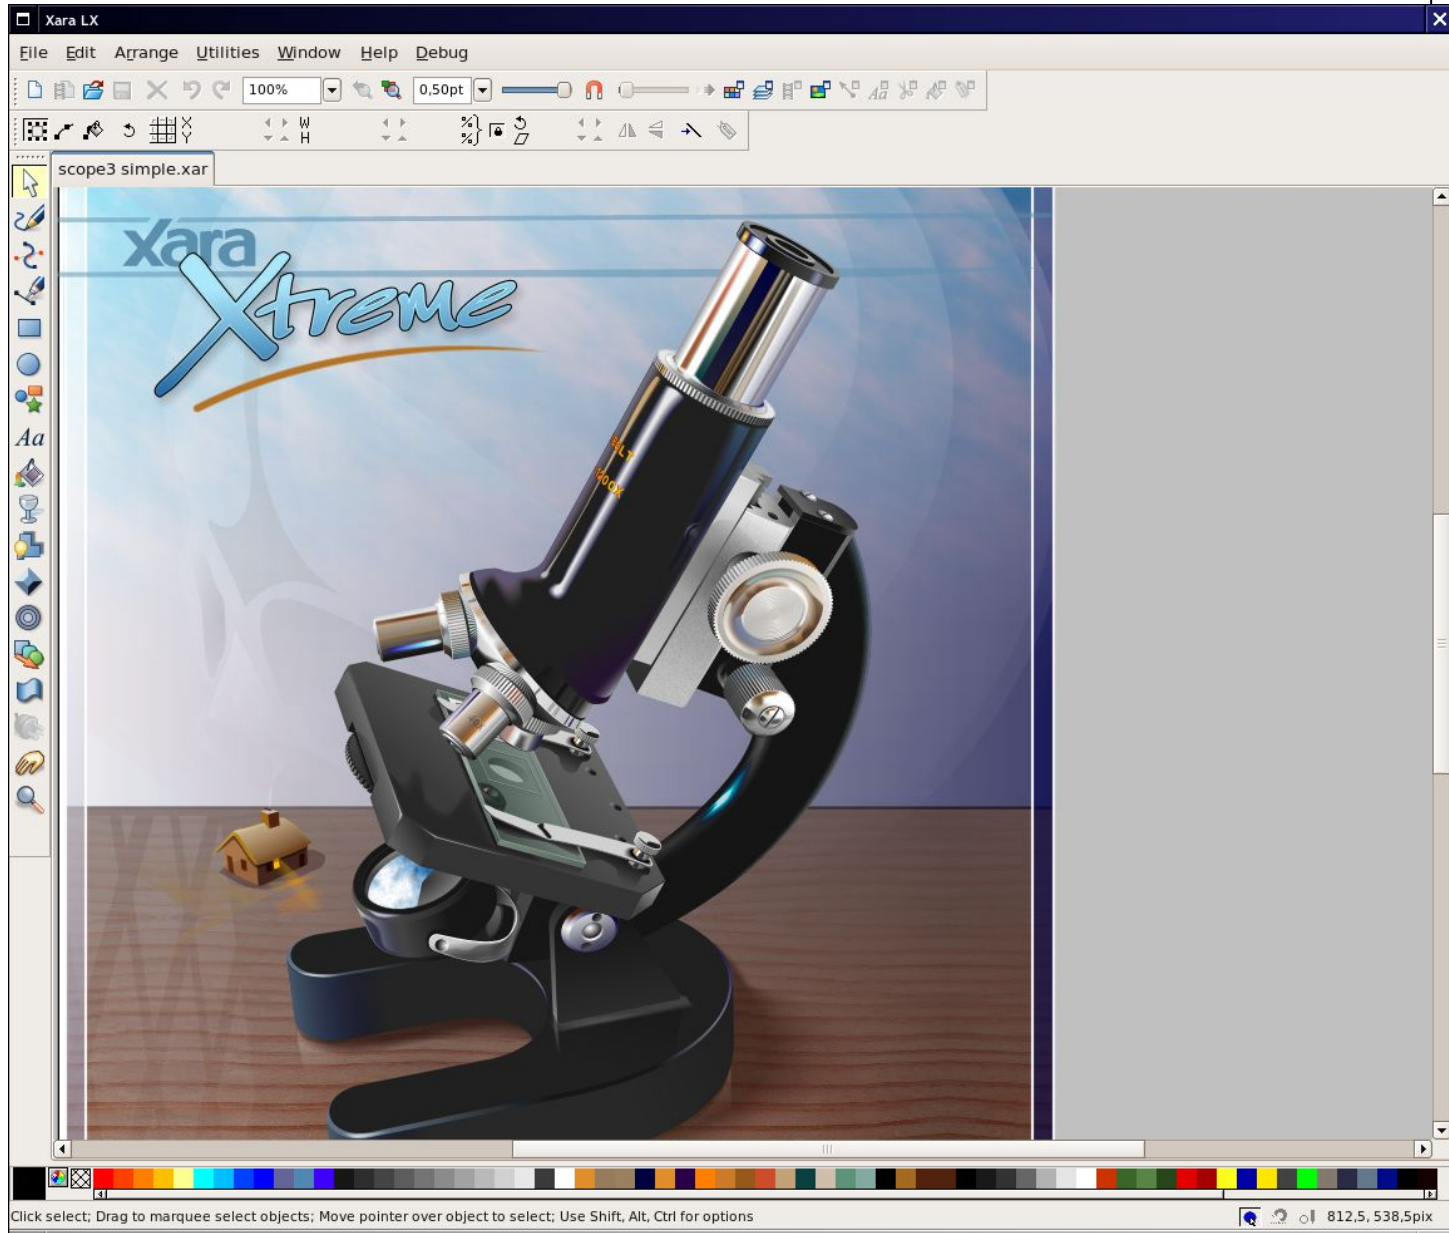 Xara LX
File Edit Arrange Utilities Window Help Debug
100% 0,50pt
X W
Y H
scope3 simple.xar
xara
Xtreme
BELT
1200X
Aa
Click select; Drag to marquee select objects; Move pointer over object to select; Use Shift, Alt, Ctrl for options
812,5, 538,5pix